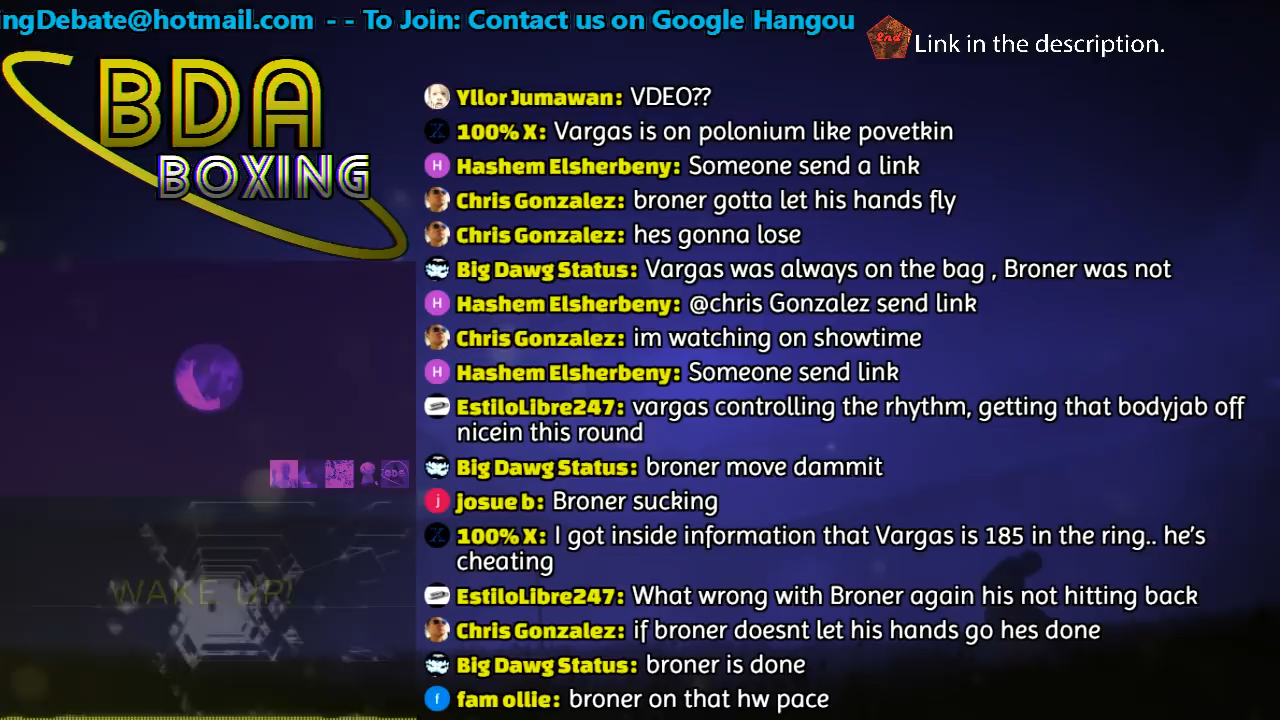 ingDebate@hotmail.com - - To Join: Contact us on Google Hangou
2nd
Link in the description.
BDA
BOXING
Yllor Jumawan: VDEO??
100% X: Vargas is on polonium like povetkin
Hashem Elsherbeny: Someone send a link
Chris Gonzalez: broner gotta let his hands fly
Chris Gonzalez: hes gonna lose
Big Dawg Status: Vargas was always on the bag , Broner was not
Hashem Elsherbeny: @chris Gonzalez send link
Chris Gonzalez: im watching on showtime
Hashem Elsherbeny: Someone send link
EstiloLibre247: vargas controlling the rhythm, getting that bodyjab off
nicein this round
Big Dawg Status: broner move dammit
josue b: Broner sucking
100% X: I got inside information that Vargas is 185 in the ring.. he’s
cheating
EstiloLibre247: What wrong with Broner again his not hitting back
Chris Gonzalez: if broner doesnt let his hands go hes done
Big Dawg Status: broner is done
fam ollie: broner on that hw pace
WAKE UP!